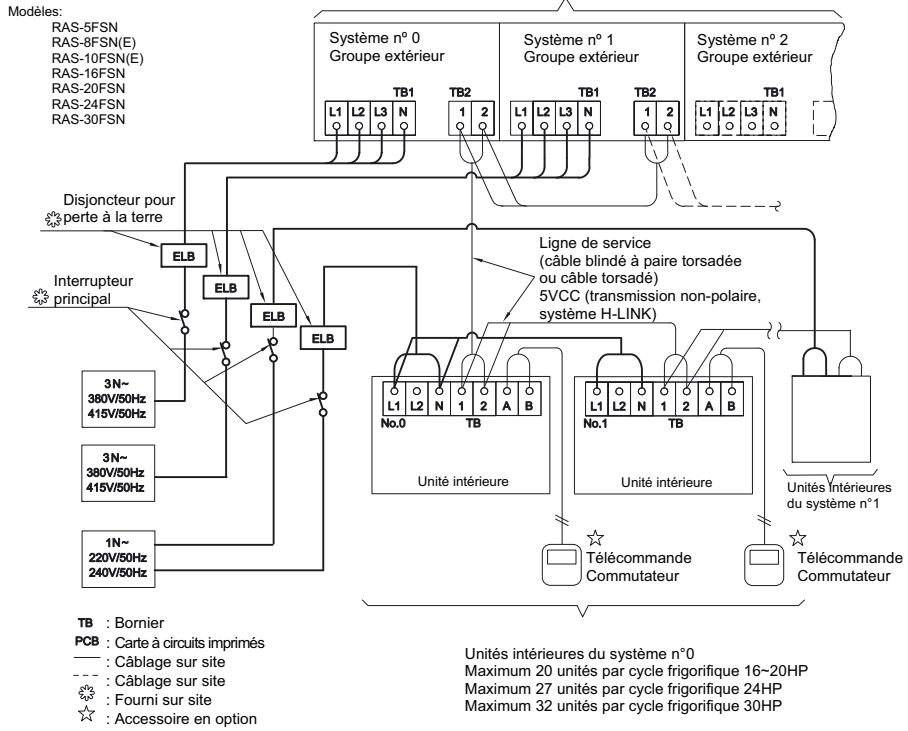 Modèles:
RAS-5FSN
RAS-8FSN(E)
RAS-10FSN(E)
RAS-16FSN
RAS-20FSN
RAS-24FSN
RAS-30FSN
Système nº 0
Groupe extérieur
TB1
TB2
L1 L2 L3 N
1 2
Système nº 1
Groupe extérieur
TB1
TB2
L1 L2 L3 N
1 2
Système nº 2
Groupe extérieur
TB1
L1 L2 L3 N
Disjoncteur pour
perte à la terre
ELB
ELB
ELB
ELB
Interrupteur
principal
Ligne de service
(câble blindé à paire torsadée
ou câble torsadé)
5VCC (transmission non-polaire,
système H-LINK)
3N~
380V/50Hz
415V/50Hz
3N~
380V/50Hz
415V/50Hz
1N~
220V/50Hz
240V/50Hz
L1 L2 N 1 2 A B
No.0 TB
Unité intérieure
L1 L2 N 1 2 A B
No.1 TB
Unité intérieure
Unités intérieures
du système n°1
Télécommande
Commutateur
Télécommande
Commutateur
TB : Bornier
PCB : Carte à circuits imprimés
: Câblage sur site
: Câblage sur site
: Fourni sur site
: Accessoire en option
Unités intérieures du système n°0
Maximum 20 unités par cycle frigorifique 16~20HP
Maximum 27 unités par cycle frigorifique 24HP
Maximum 32 unités par cycle frigorifique 30HP